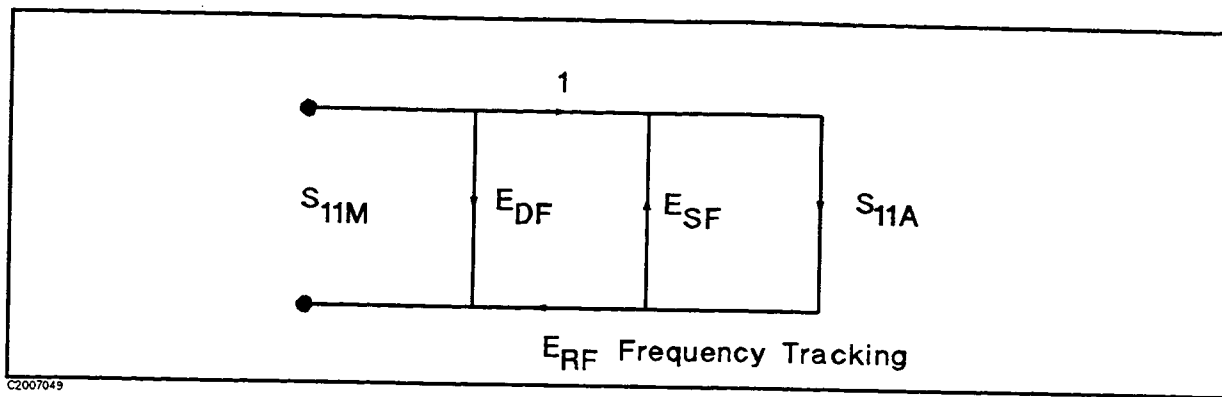 1
S11M
EDF
ESF
S11A
ERF Frequency Tracking
C2007049